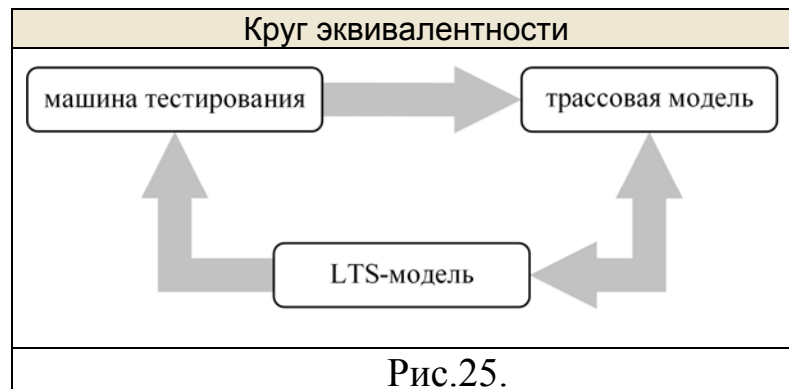 Круг эквивалентности
машина тестирования
трассовая модель
LTS-модель
Рис.25.